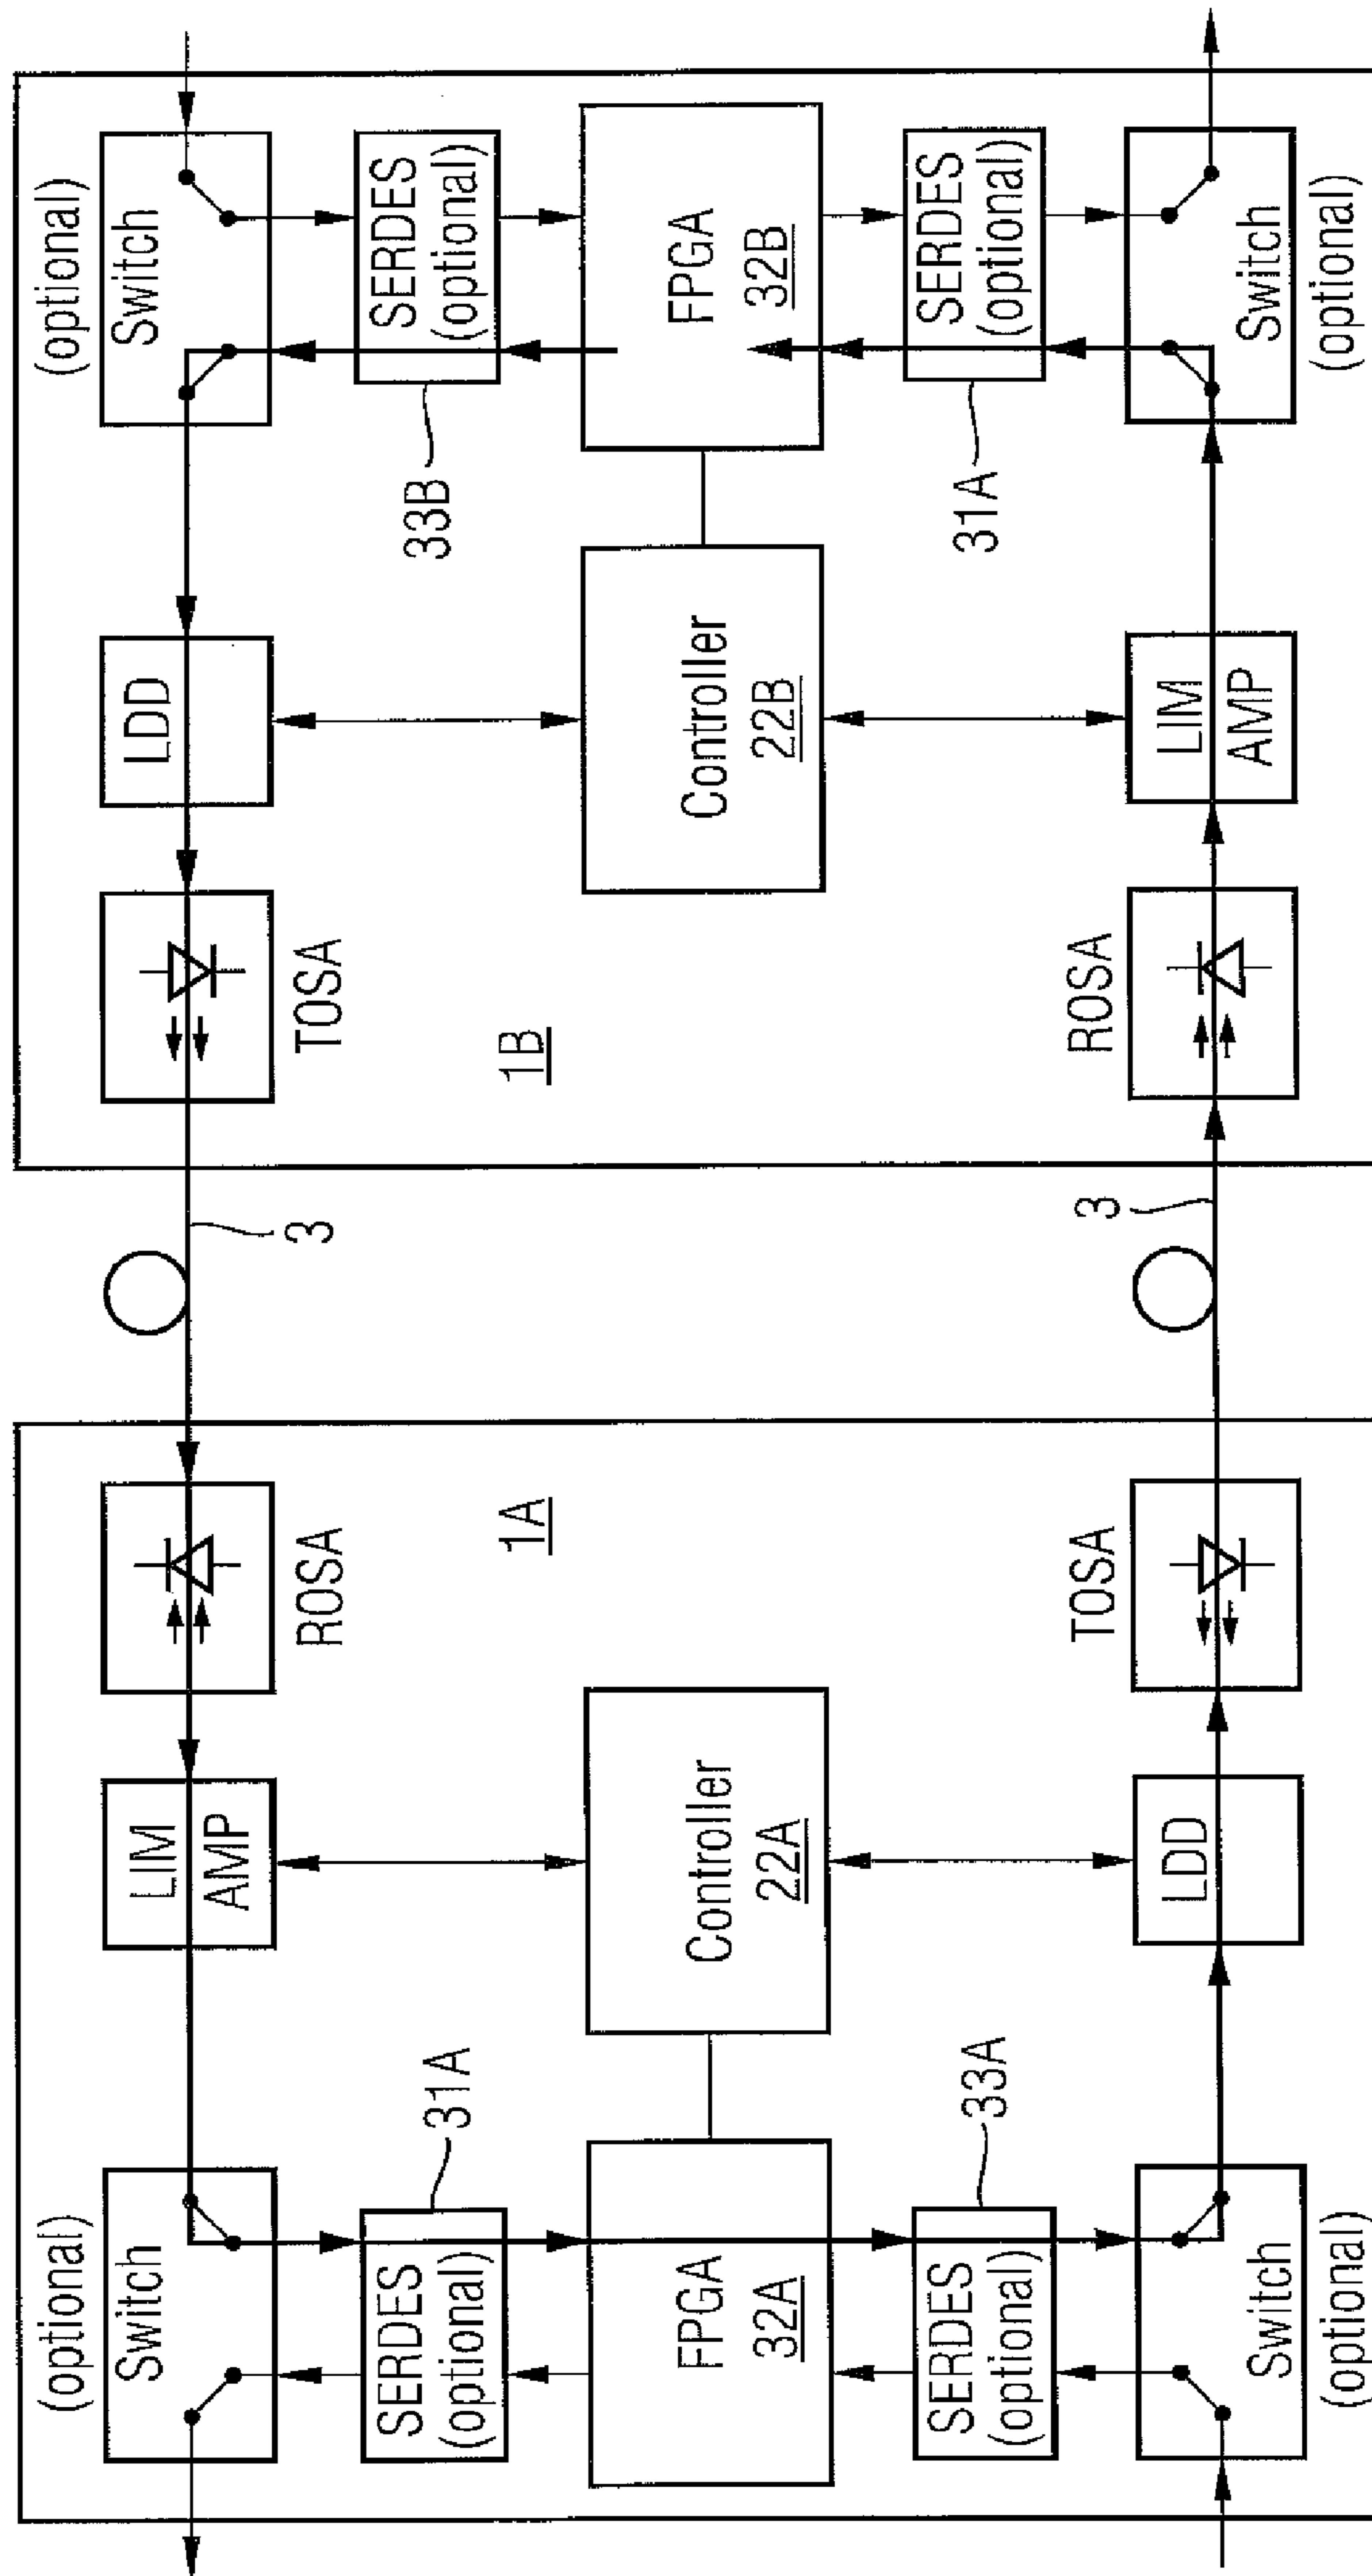 (optional)
Switch
SERDES
(optional)
33B
FPGA
32B
SERDES
(optional)
31A
Switch
(optional)
LDD
Controller
22B
LIM
AMP
TOSA
1B
ROSA
3
3
ROSA
1A
TOSA
LIM
AMP
Controller
22A
LDD
(optional)
Switch
31A
SERDES
(optional)
FPGA
32A
33A
SERDES
(optional)
Switch
(optional)